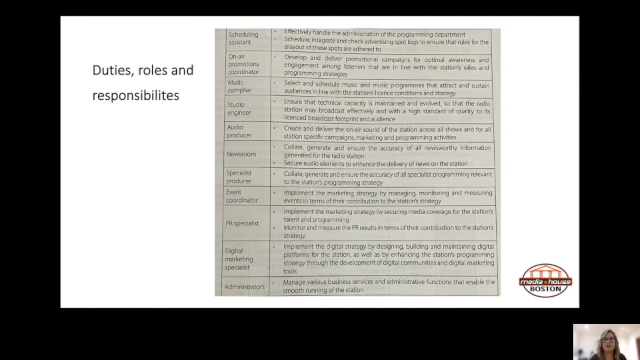 Duties, roles and
responsibilites
Scheduling
assistant
• Effectively handle the administration of the programming department
• Schedule, integrate and check advertising spot logs to ensure that rules for the
playout of these spots are adhered to
On-air
promotions
coordinator
• Develop and deliver promotional campaigns for optimal awareness and
engagement among listeners that are in line with the station's sales and
programming strategies
Music
compiler
• Select and schedule music and music programmes that attract and sustain
audiences in line with the station's licence conditions and strategy
Studio
engineer
• Ensure that technical capacity is maintained and evolved, so that the radio
station may broadcast effectively and with a high standard of quality to its
licenced broadcast footprint and audience
Audio
producer
• Create and deliver the on-air sound of the station across all shows and for all
station specific campaigns, marketing and programming activities
Newsroom
• Collate, generate and ensure the accuracy of all newsworthy information
generated for the radio station
• Secure audio elements to enhance the delivery of news on the station
Specialist
producer
• Collate, generate and ensure the accuracy of all specialist programming relevant
to the station's programming strategy
Event
coordinator
• Implement the marketing strategy by managing, monitoring and measuring
events in terms of their contribution to the station's strategy
PR specialist
• Implement the marketing strategy by securing media coverage for the station's
talent and programming
• Monitor and measure the PR results in terms of their contribution to the station's
strategy
Digital
marketing
specialist
• Implement the digital strategy by designing, building and maintaining digital
platforms for the station, as well as by enhancing the station's programming
strategy through the development of digital communities and digital marketing
tools
Administrators
• Manage various business services and administrative functions that enable the
smooth running of the station
media house
BOSTON